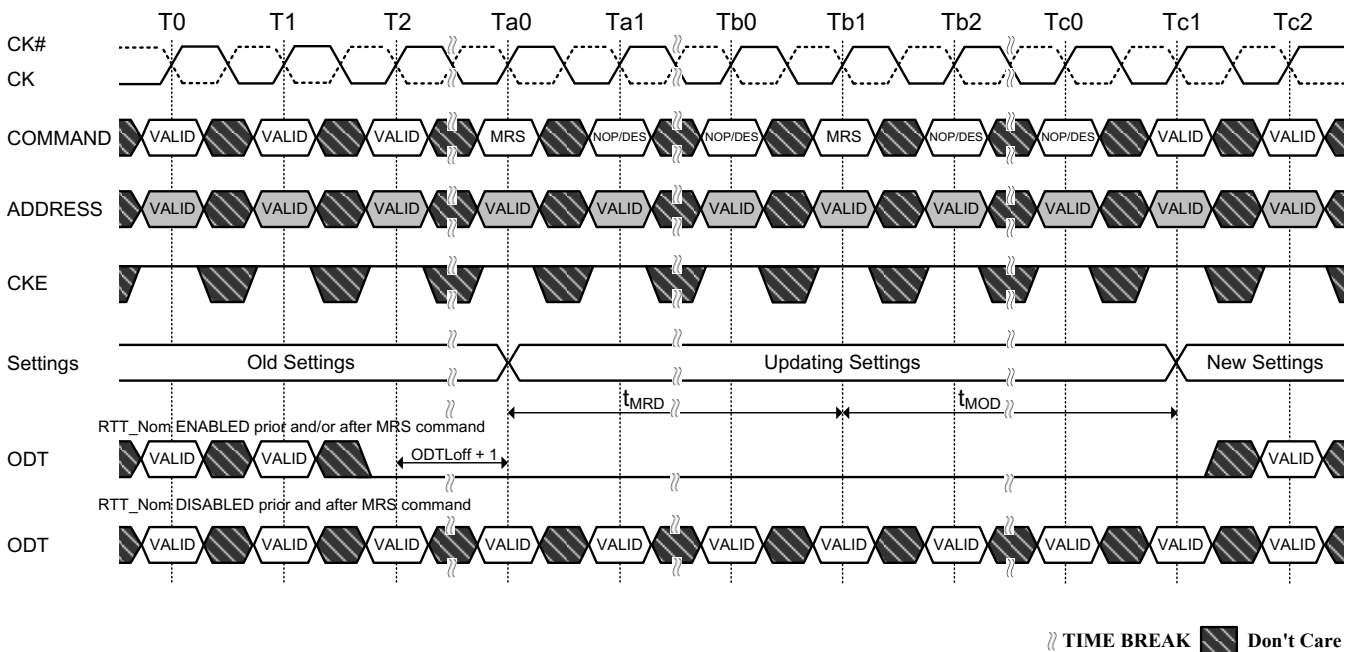 T0 T1 T2 Ta0 Ta1 Tb0 Tb1 Tb2 Tc0 Tc1 Tc2
CK#
CK
COMMAND VALID VALID VALID MRS NOP/DES NOP/DES MRS NOP/DES NOP/DES VALID VALID
ADDRESS VALID VALID VALID VALID VALID VALID VALID VALID VALID VALID VALID
CKE
Settings Old Settings Updating Settings New Settings
tMRD tMOD
RTT_Nom ENABLED prior and/or after MRS command
ODT VALID VALID ODTLoff + 1 VALID
RTT_Nom DISABLED prior and after MRS command
ODT VALID VALID VALID VALID VALID VALID VALID VALID VALID VALID VALID
TIME BREAK Don't Care